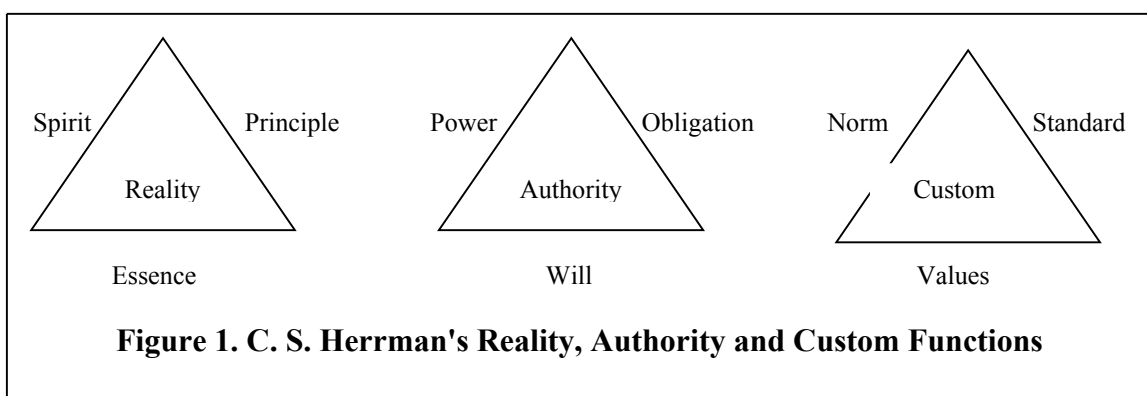 Spirit Principle Power Obligation Norm Standard
Reality Authority Custom
Essence Will Values
Figure 1. C. S. Herrman's Reality, Authority and Custom Functions